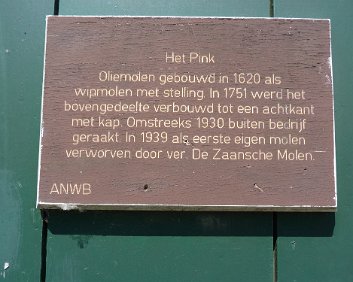 Het Pink
Oliemolen gebouwd in 1620 als
wipmolen met stelling. In 1751 werd het
bovengedeelte verbouwd tot een achtkant
met kap. Omstreeks 1930 buiten bedrijf
geraakt. In 1939 als eerste eigen molen
verworven door ver. De Zaansche Molen.
ANWB